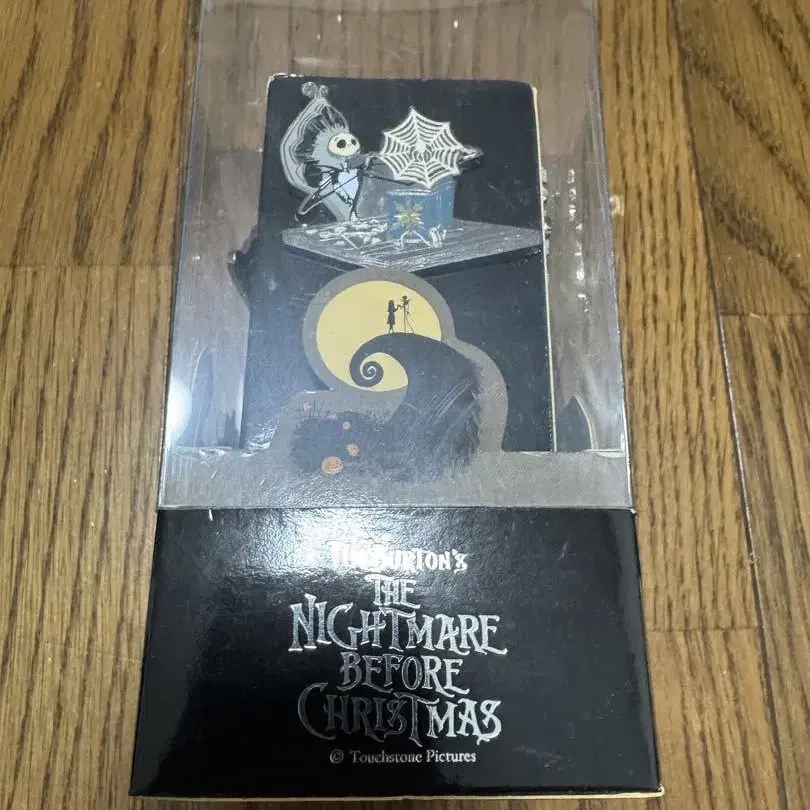 TIM BURTON'S
THE
NIGHTMARE
BEFORE
CHRISTMAS
© Touchstone Pictures